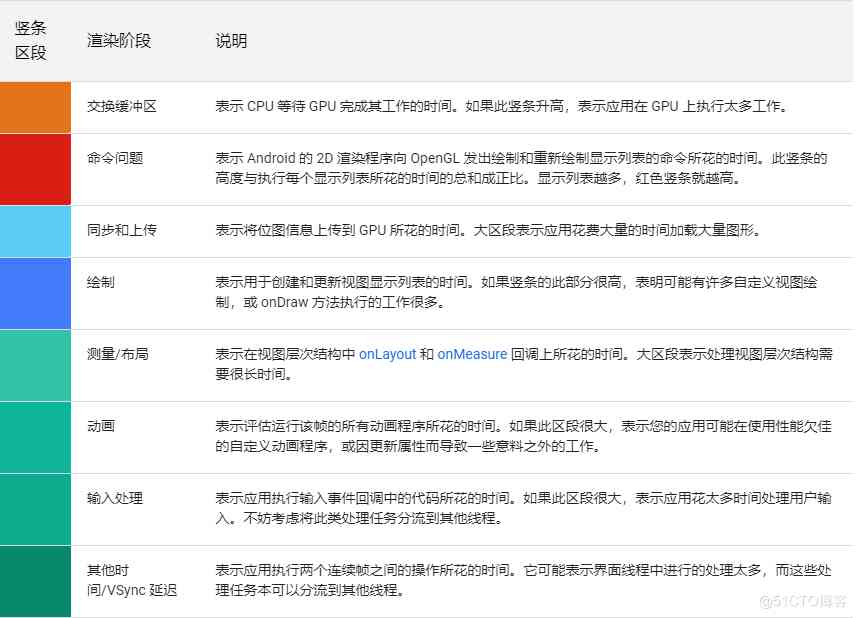 竖条
区段
渲染阶段
说明
交换缓冲区
表示 CPU 等待 GPU 完成其工作的时间。如果此竖条升高，表示应用在 GPU 上执行太多工作。
命令问题
表示 Android 的 2D 渲染程序向 OpenGL 发出绘制和重新绘制显示列表的命令所花的时间。此竖条的
高度与执行每个显示列表所花的时间的总和成正比。显示列表越多，红色竖条就越高。
同步和上传
表示将位图信息上传到 GPU 所花的时间。大区段表示应用花费大量的时间加载大量图形。
绘制
表示用于创建和更新视图显示列表的时间。如果竖条的此部分很高，表明可能有许多自定义视图绘
制，或 onDraw 方法执行的工作很多。
测量/布局
表示在视图层次结构中 onLayout 和 onMeasure 回调上所花的时间。大区段表示处理视图层次结构需
要很长时间。
动画
表示评估运行该帧的所有动画程序所花的时间。如果此区段很大，表示您的应用可能在使用性能欠佳
的自定义动画程序，或因更新属性而导致一些意料之外的工作。
输入处理
表示应用执行输入事件回调中的代码所花的时间。如果此区段很大，表示应用花太多时间处理用户输
入。不妨考虑将此类处理任务分流到其他线程。
其他时
间/VSync 延迟
表示应用执行两个连续帧之间的操作所花的时间。它可能表示界面线程中进行的处理太多，而这些处
理任务本可以分流到其他线程。
@51CTO博客